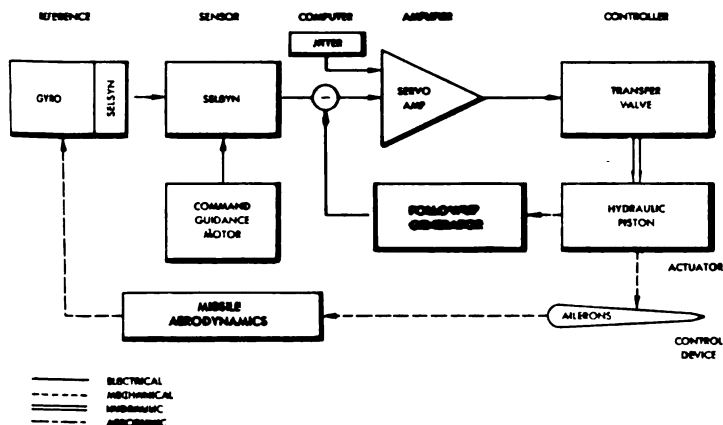 REFERENCE SENSOR COMPUTER AMPLIFIER CONTROLLER
JITTER
GYRO
SELSYN
SELSYN
SERVO
AMP
TRANSFER
VALVE
COMMAND
GUIDANCE
MOTOR
FOLLOWUP
GENERATOR
HYDRAULIC
PISTON
ACTUATOR
MISSILE
AERODYNAMICS
AILERONS
CONTROL
DEVICE
ELECTRICAL
MECHANICAL
HYDRAULIC